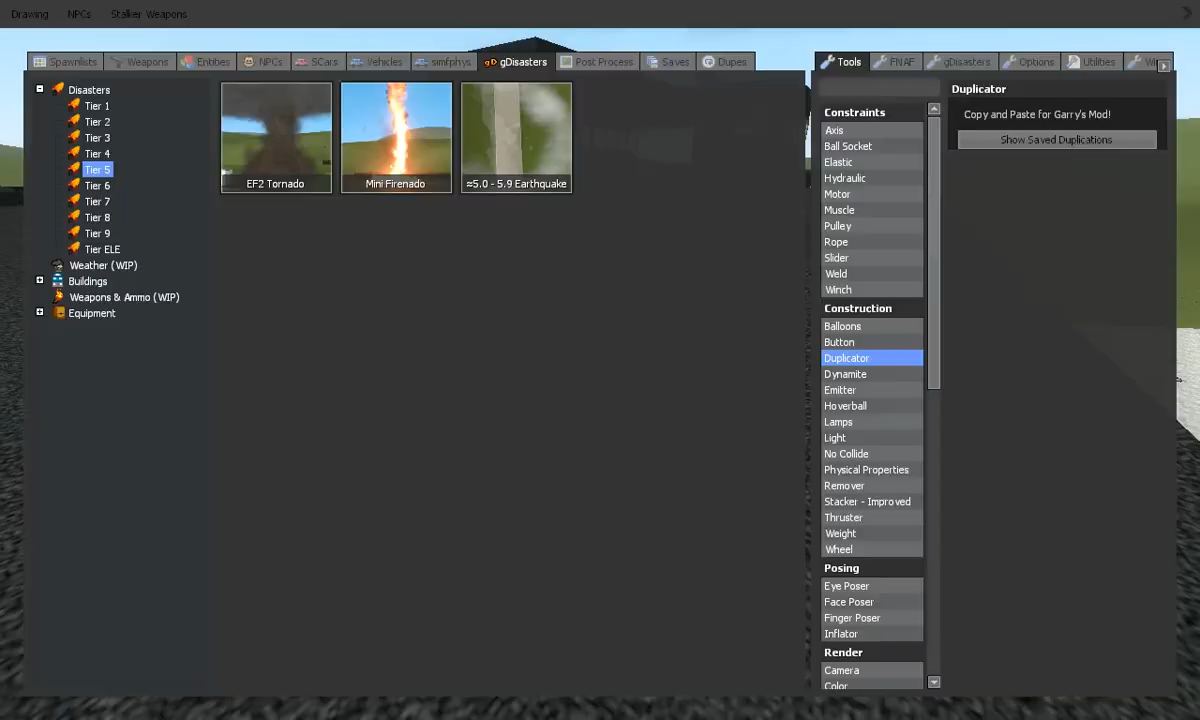 Drawing NPCs Stalker Weapons
Spawnlists Weapons Entities NPCs SCars Vehicles simfphys gDisasters Post Process Saves Dupes
Disasters
Tier 1
Tier 2
Tier 3
Tier 4
Tier 5
Tier 6
Tier 7
Tier 8
Tier 9
Tier ELE
Weather (WIP)
Buildings
Weapons & Ammo (WIP)
Equipment
EF2 Tornado
Mini Firenado
≈5.0 - 5.9 Earthquake
Tools FNAF gDisasters Options Utilities
Constraints
Axis
Ball Socket
Elastic
Hydraulic
Motor
Muscle
Pulley
Rope
Slider
Weld
Winch
Construction
Balloons
Button
Duplicator
Dynamite
Emitter
Hoverball
Lamps
Light
No Collide
Physical Properties
Remover
Stacker - Improved
Thruster
Weight
Wheel
Posing
Eye Poser
Face Poser
Finger Poser
Inflator
Render
Camera
Color
Duplicator
Copy and Paste for Garry's Mod!
Show Saved Duplications